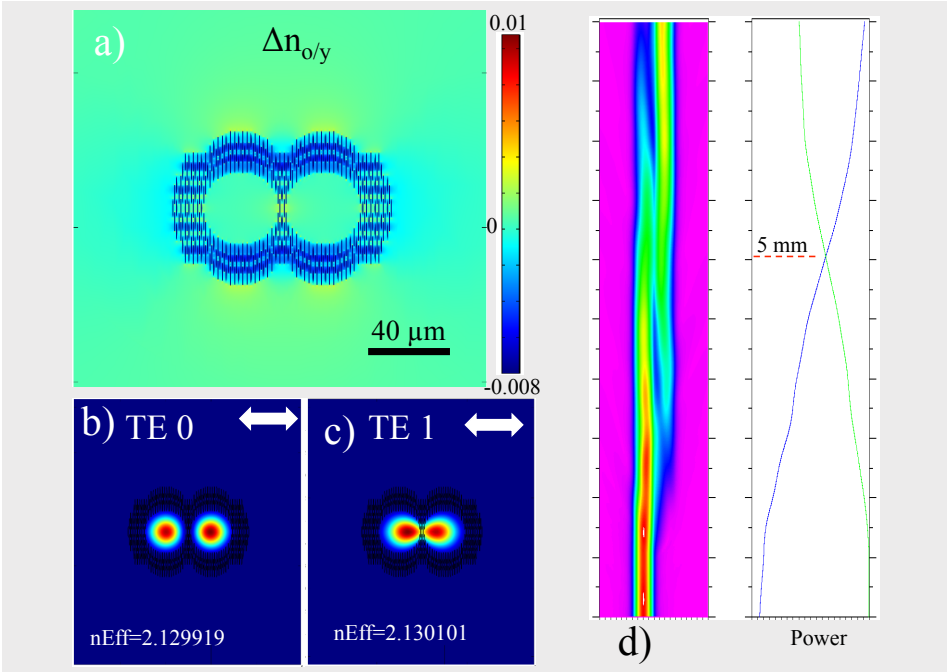 a)
Δn₀/y
0.01
0
-0.008
40 µm
b)
TE 0
nEff=2.129919
c)
TE 1
nEff=2.130101
5 mm
d)
Power